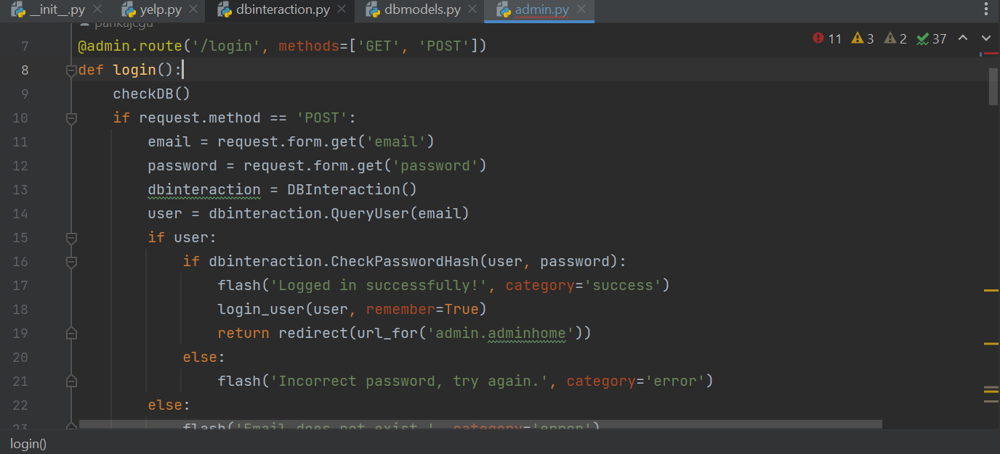 __init__.py yelp.py dbinteraction.py dbmodels.py admin.py
pankajcgu
11 3 2 37
7 @admin.route('/login', methods=['GET', 'POST'])
8 def login():
9 checkDB()
10 if request.method == 'POST':
11 email = request.form.get('email')
12 password = request.form.get('password')
13 dbinteraction = DBInteraction()
14 user = dbinteraction.QueryUser(email)
15 if user:
16 if dbinteraction.CheckPasswordHash(user, password):
17 flash('Logged in successfully!', category='success')
18 login_user(user, remember=True)
19 return redirect(url_for('admin.adminhome'))
20 else:
21 flash('Incorrect password, try again.', category='error')
22 else:
23 flash('Email does not exist.', category='error')
login()